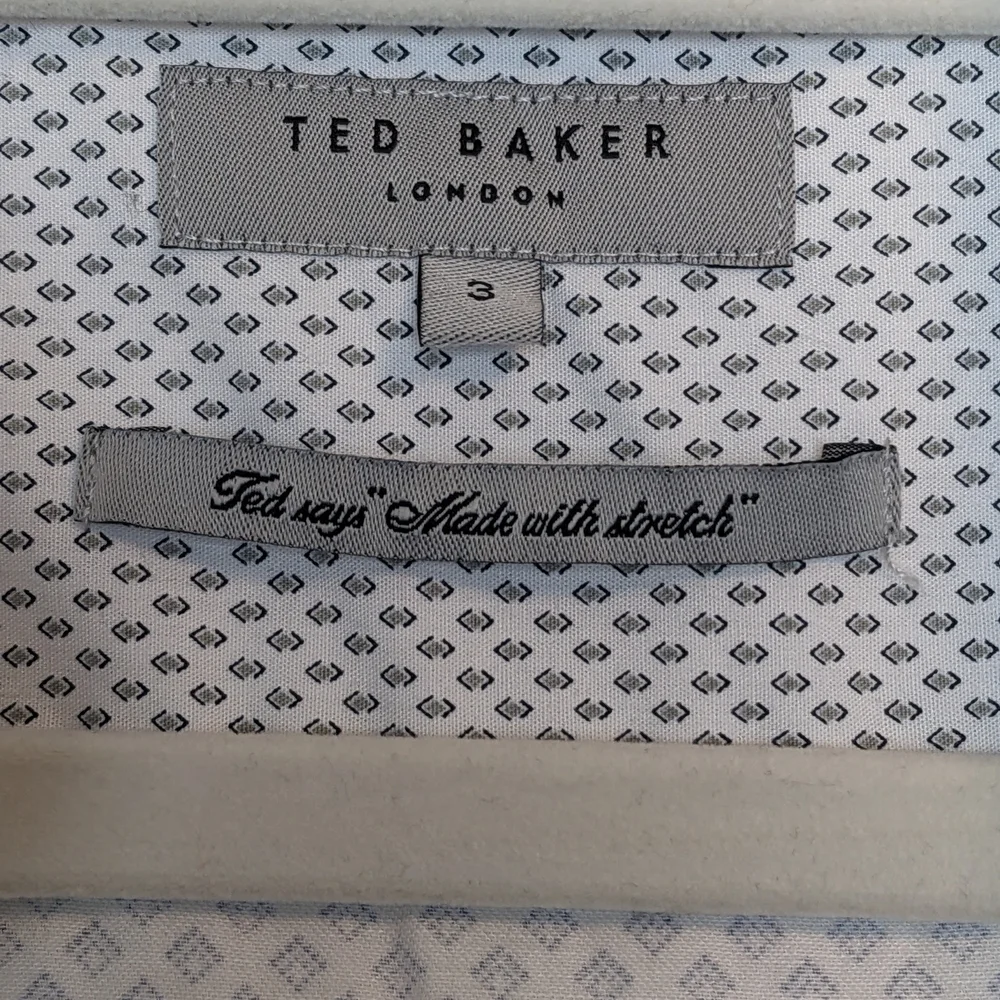 TED BAKER
LONDON
3
Ted says "Made with stretch"